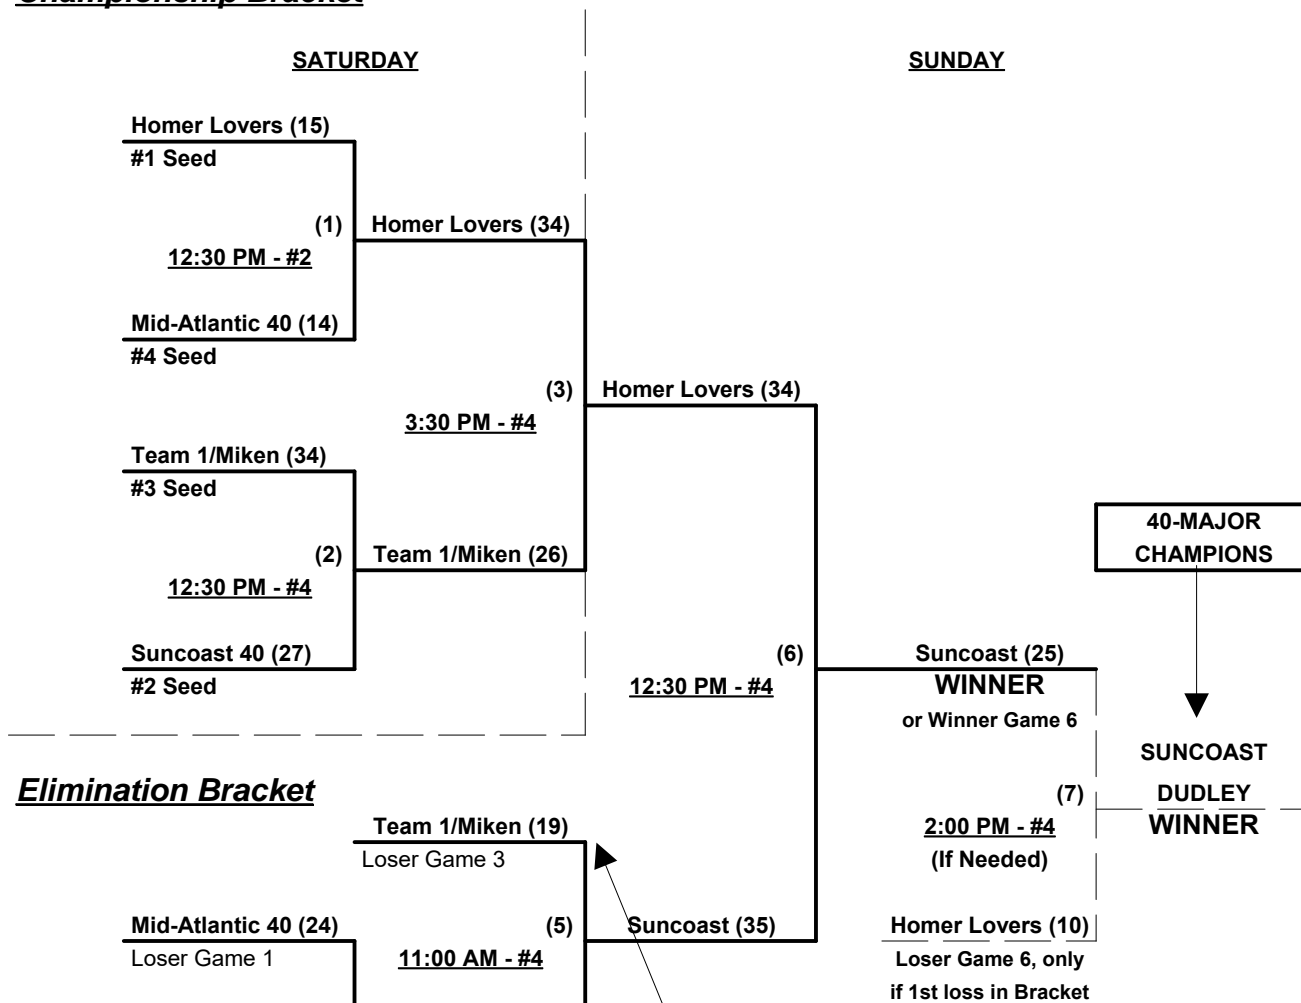 Championship Bracket
SATURDAY
SUNDAY
Homer Lovers (15)
#1 Seed
(1)
Homer Lovers (34)
12:30 PM - #2
Mid-Atlantic 40 (14)
#4 Seed
(3)
Homer Lovers (34)
3:30 PM - #4
Team 1/Miken (34)
#3 Seed
40-MAJOR
CHAMPIONS
(2)
Team 1/Miken (26)
12:30 PM - #4
Suncoast 40 (27)
#2 Seed
(6)
Suncoast (25)
12:30 PM - #4
WINNER
or Winner Game 6
SUNCOAST
DUDLEY
WINNER
Elimination Bracket
(7)
2:00 PM - #4
(If Needed)
Team 1/Miken (19)
Loser Game 3
Mid-Atlantic 40 (24)
Loser Game 1
(5)
Suncoast (35)
11:00 AM - #4
Homer Lovers (10)
Loser Game 6, only
if 1st loss in Bracket